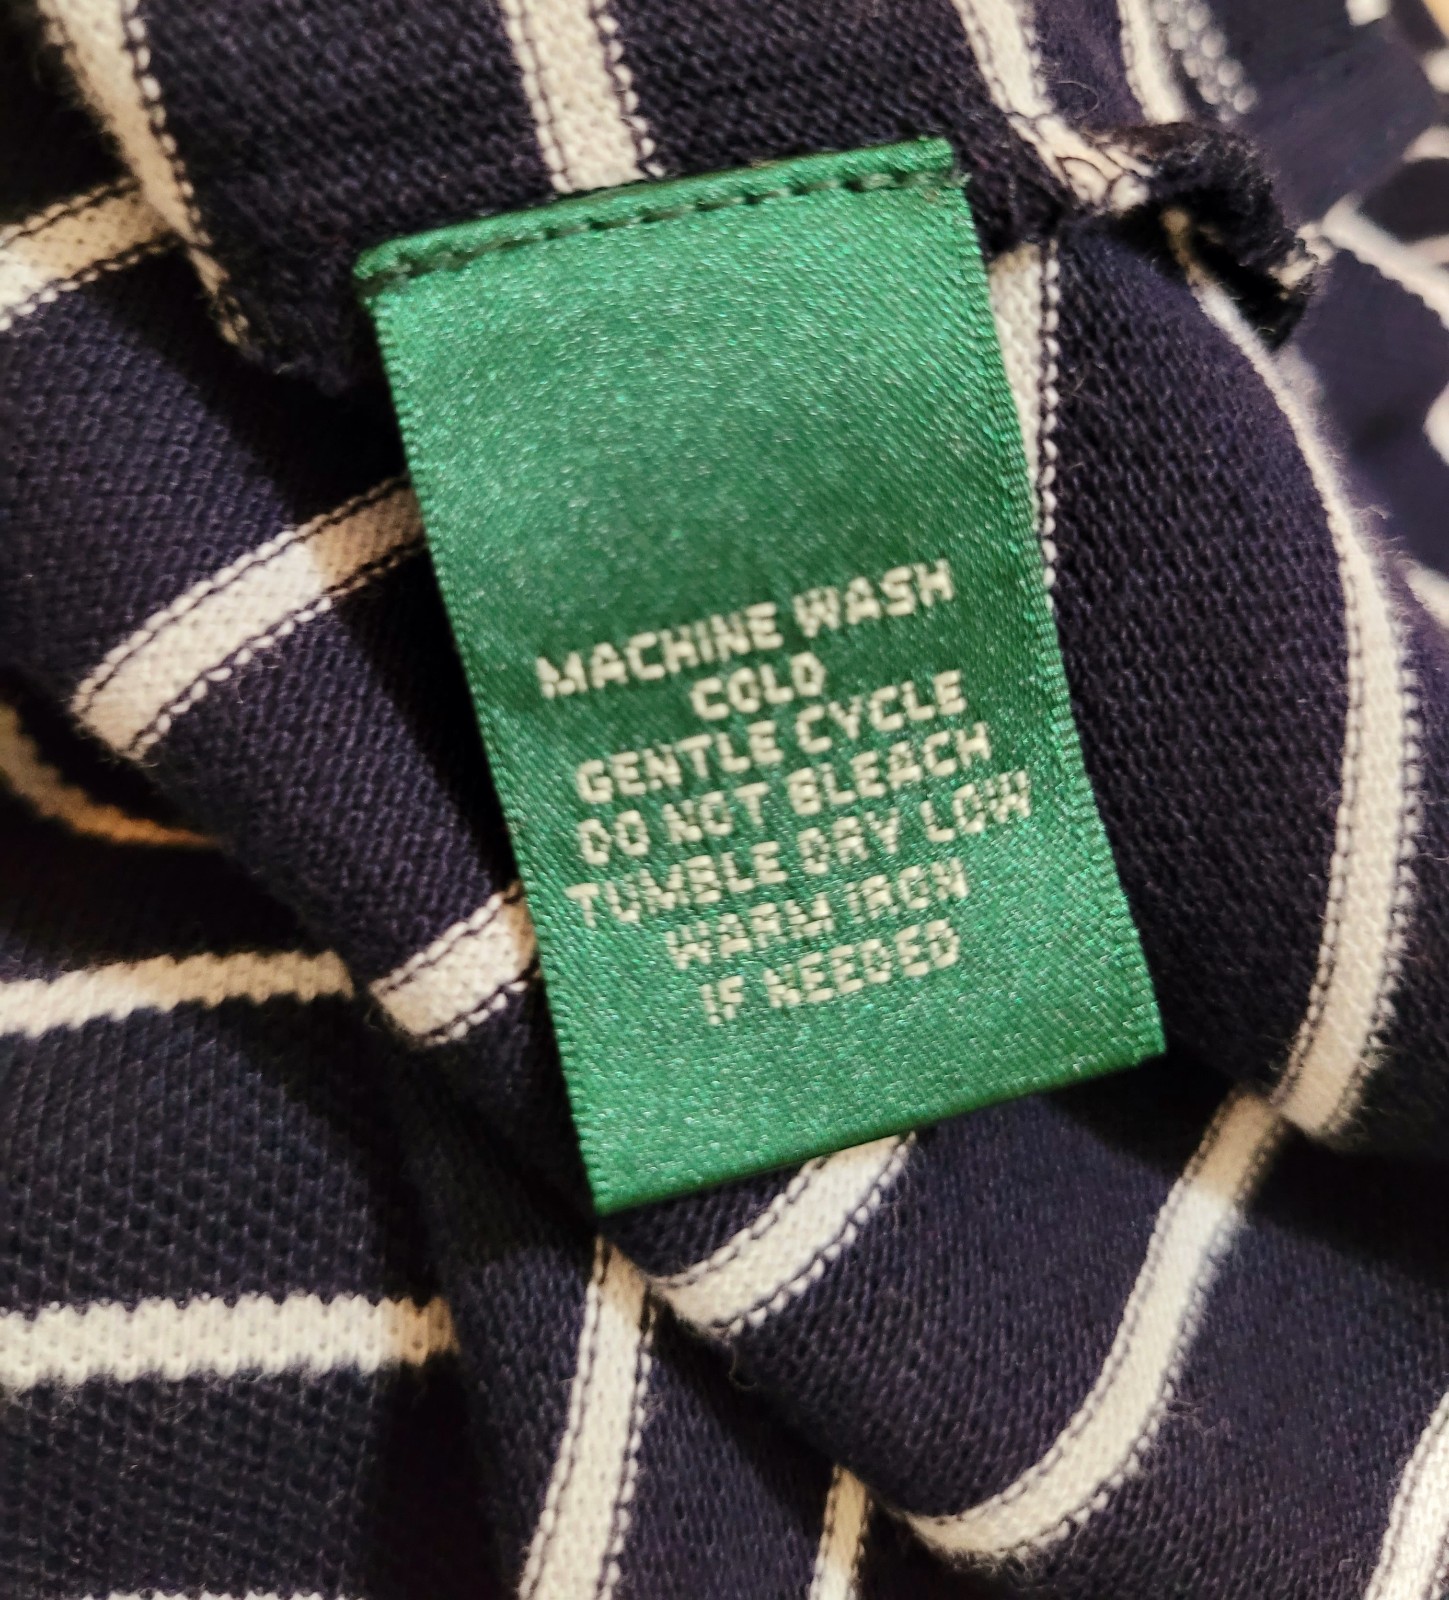 MACHINE WASH
COLD
GENTLE CYCLE
DO NOT BLEACH
TUMBLE DRY LOW
WARM IRON
IF NEEDED